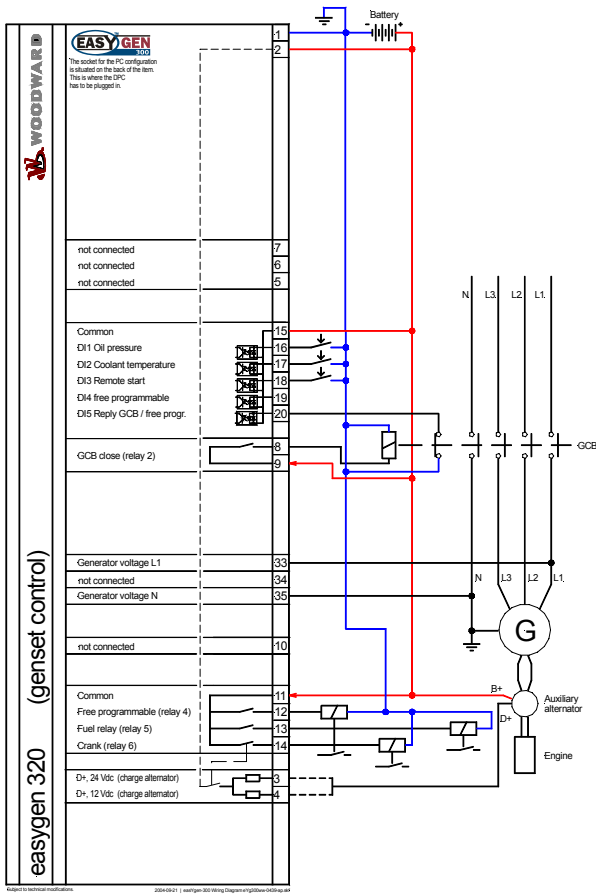 WOODWARD
easygen 320 (genset control)
EASY GEN
300
The socket for the PC configuration
is situated on the back of the item.
This is where the DPC
has to be plugged in.
1
2
Battery
- +
not connected 7
not connected 6
not connected 5
N L3 L2 L1
Common 15
DI1 Oil pressure 16
DI2 Coolant temperature 17
DI3 Remote start 18
DI4 free programmable 19
DI5 Reply GCB / free progr. 20
GCB close (relay 2) 8
9
GCB
Generator voltage L1 33
not connected 34
Generator voltage N 35
N L3 L2 L1
G
not connected 10
Common 11
Free programmable (relay 4) 12
Fuel relay (relay 5) 13
Crank (relay 6) 14
B+
D+
Auxiliary
alternator
Engine
D+, 24 Vdc (charge alternator) 3
D+, 12 Vdc (charge alternator) 4
Subject to technical modifications.